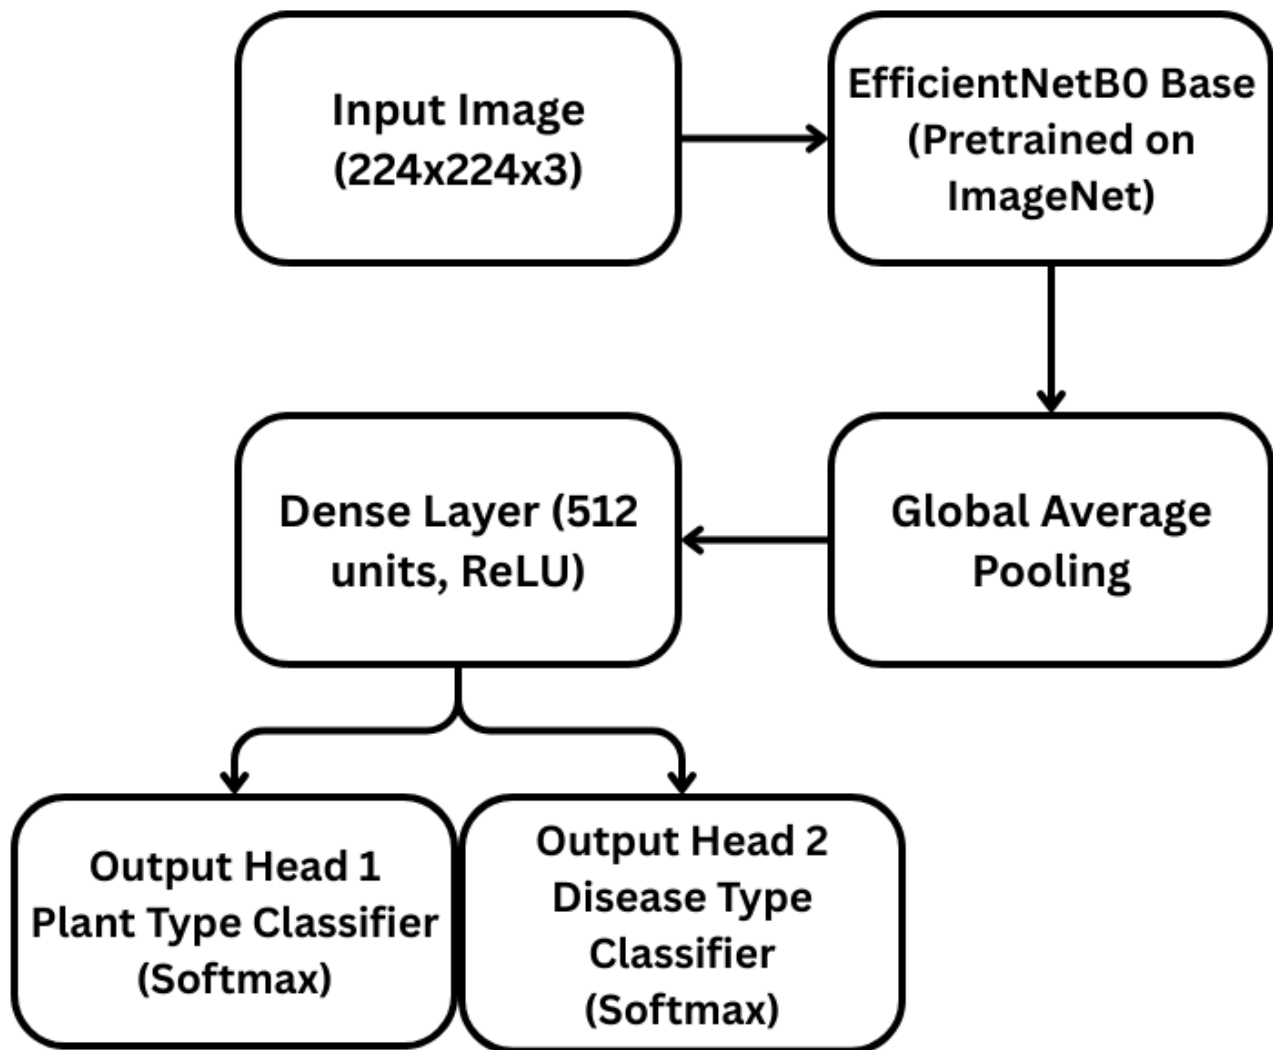 Input Image
(224x224x3)
EfficientNetB0 Base
(Pretrained on
ImageNet)
Global Average
Pooling
Dense Layer (512
units, ReLU)
Output Head 1
Plant Type Classifier
(Softmax)
Output Head 2
Disease Type
Classifier
(Softmax)